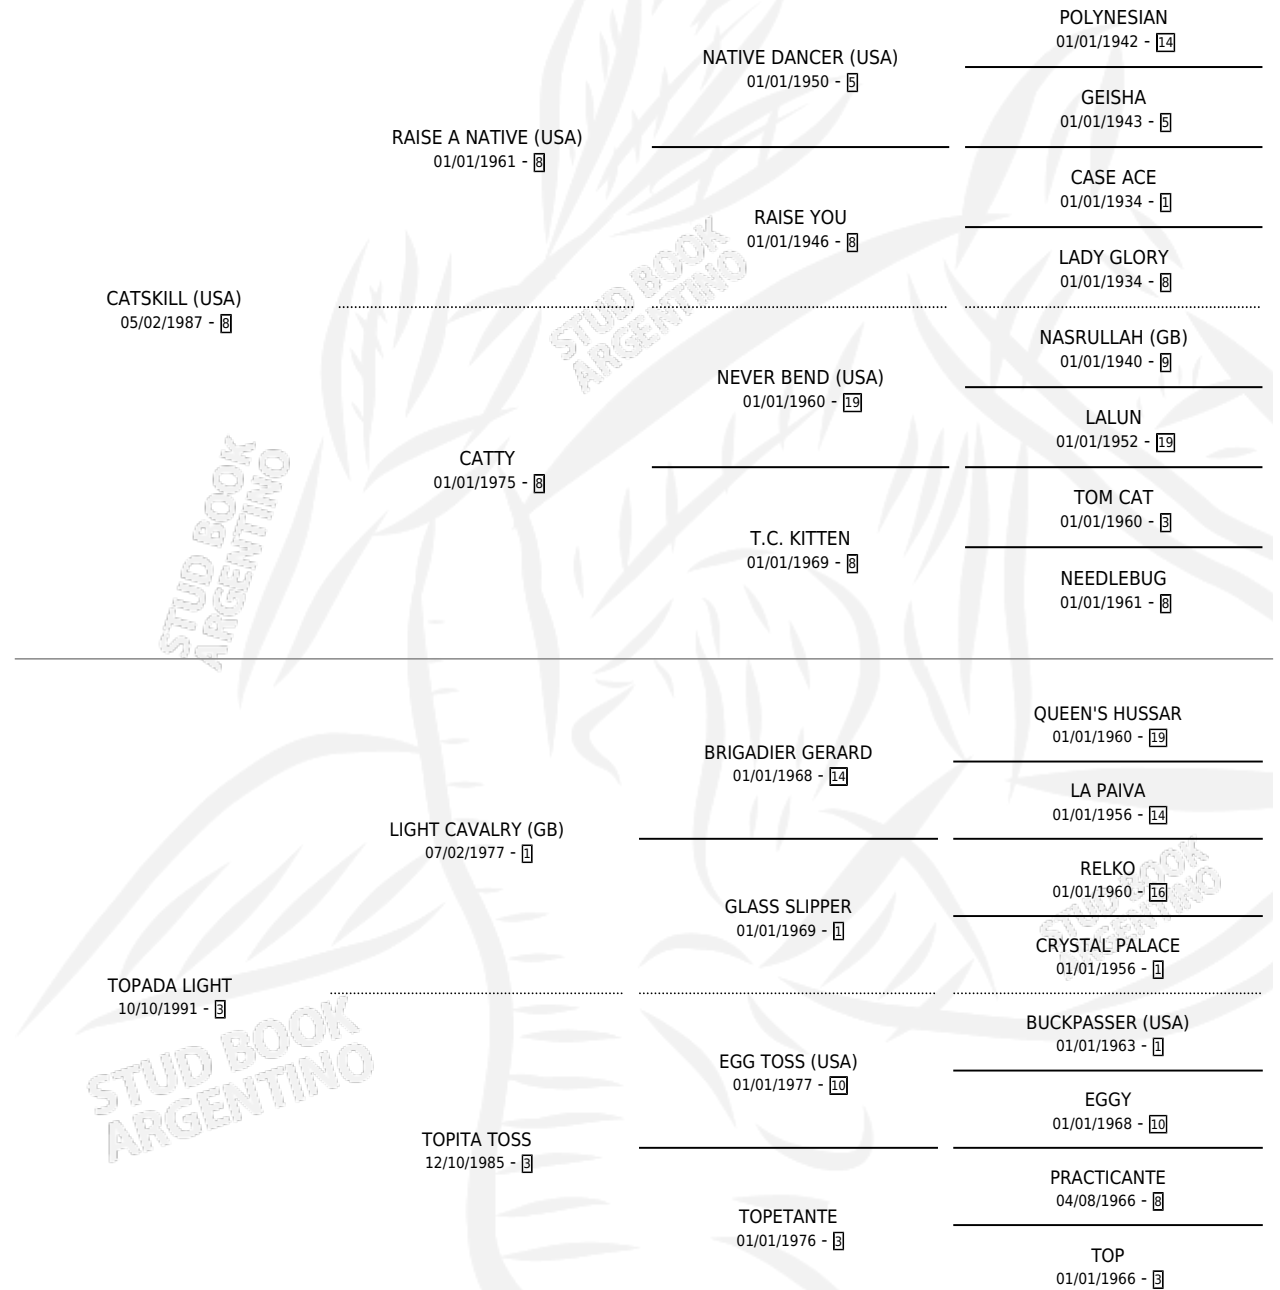 POLYNESIAN
01/01/1942 - 14
NATIVE DANCER (USA)
01/01/1950 - 5
GEISHA
01/01/1943 - 5
RAISE A NATIVE (USA)
01/01/1961 - 8
CASE ACE
01/01/1934 - 1
RAISE YOU
01/01/1946 - 8
LADY GLORY
01/01/1934 - 8
CATSKILL (USA)
05/02/1987 - 8
NASRULLAH (GB)
01/01/1940 - 9
NEVER BEND (USA)
01/01/1960 - 19
LALUN
01/01/1952 - 19
CATTY
01/01/1975 - 8
TOM CAT
01/01/1960 - 3
T.C. KITTEN
01/01/1969 - 8
NEEDLEBUG
01/01/1961 - 8
STUD BOOK
ARGENTINO
STUD BOOK
ARGENTINO
QUEEN'S HUSSAR
01/01/1960 - 19
BRIGADIER GERARD
01/01/1968 - 14
LA PAIVA
01/01/1956 - 14
LIGHT CAVALRY (GB)
07/02/1977 - 1
RELKO
01/01/1960 - 16
GLASS SLIPPER
01/01/1969 - 1
CRYSTAL PALACE
01/01/1956 - 1
TOPADA LIGHT
10/10/1991 - 3
BUCKPASSER (USA)
01/01/1963 - 1
EGG TOSS (USA)
01/01/1977 - 10
EGGY
01/01/1968 - 10
TOPITA TOSS
12/10/1985 - 3
PRACTICANTE
04/08/1966 - 8
TOPETANTE
01/01/1976 - 3
TOP
01/01/1966 - 3
STUD BOOK
ARGENTINO
STUD BOOK
ARGENTINO